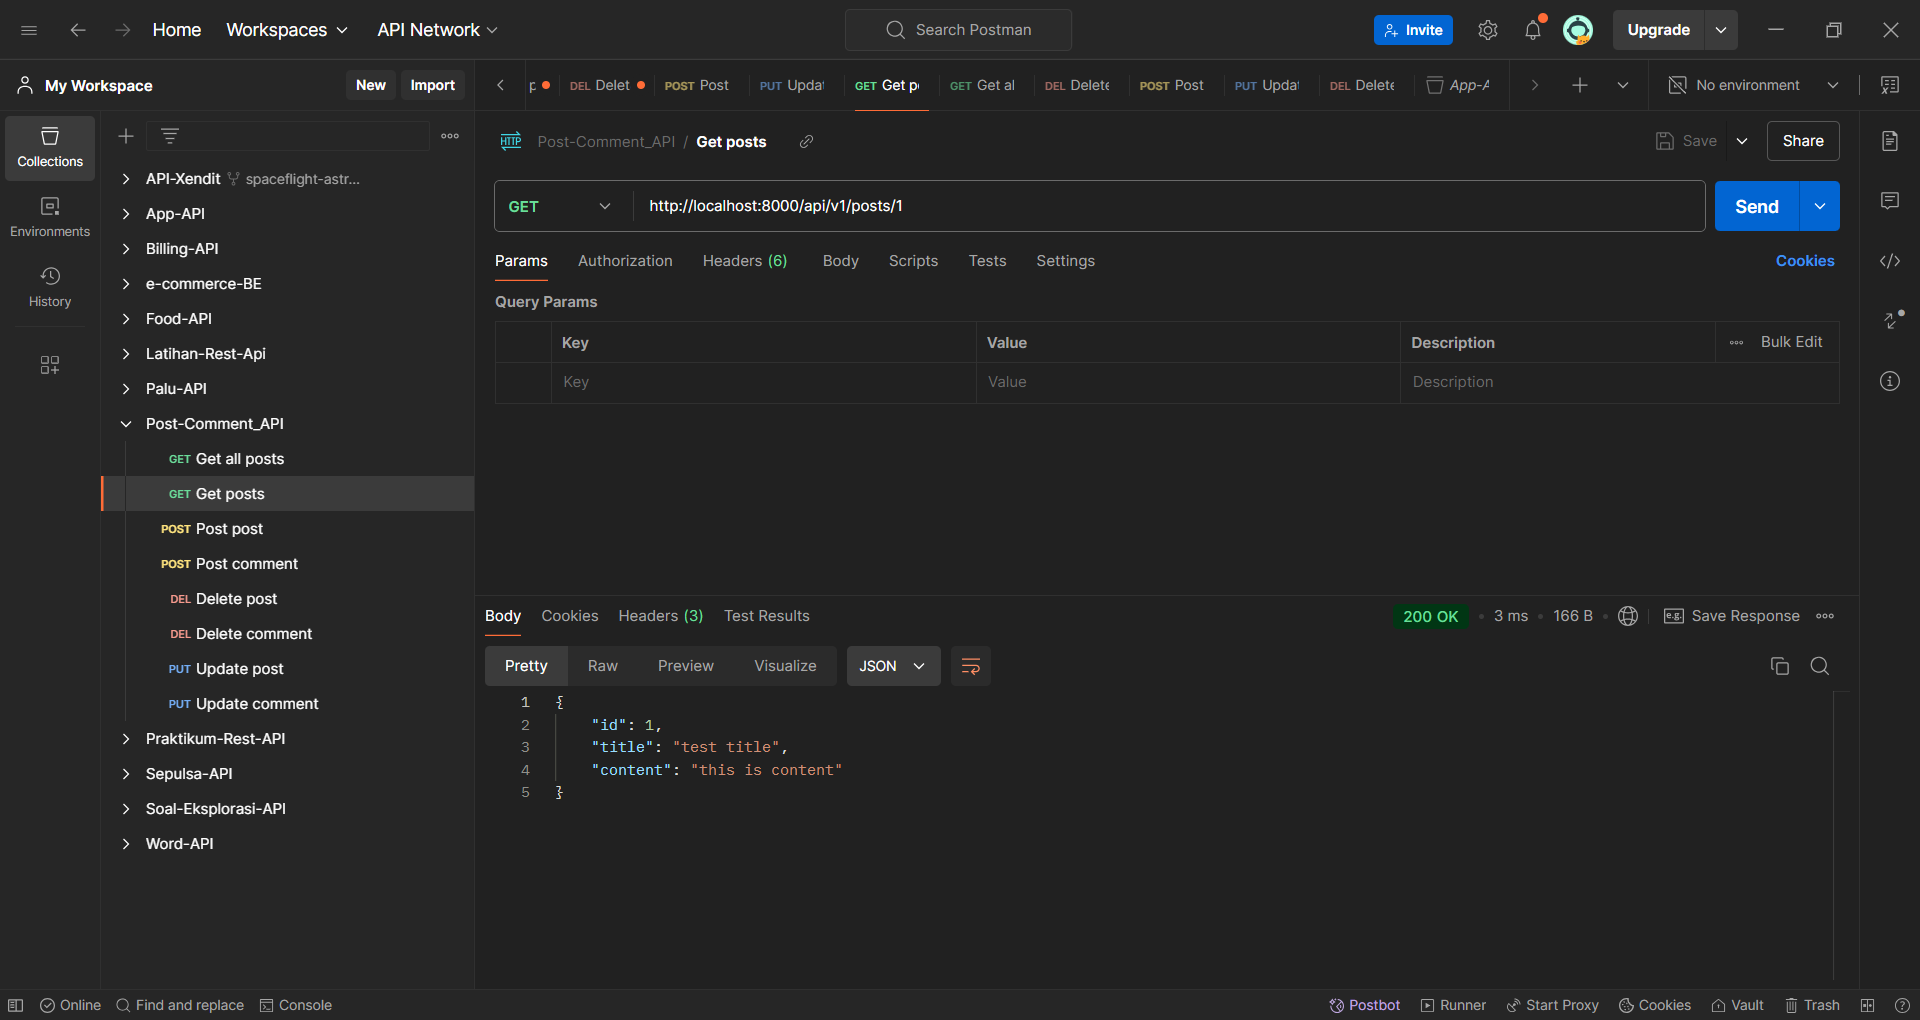 Home Workspaces API Network Search Postman Invite Upgrade
My Workspace New Import
DEL Delet POST Post PUT Updat GET Get p GET Get al DEL Delete POST Post PUT Updat DEL Delete App-A No environment
Collections
Environments
History
API-Xendit spaceflight-astr...
App-API
Billing-API
e-commerce-BE
Food-API
Latihan-Rest-Api
Palu-API
Post-Comment_API
GET Get all posts
GET Get posts
POST Post post
POST Post comment
DEL Delete post
DEL Delete comment
PUT Update post
PUT Update comment
Praktikum-Rest-API
Sepulsa-API
Soal-Eksplorasi-API
Word-API
HTTP Post-Comment_API / Get posts Save Share
GET http://localhost:8000/api/v1/posts/1 Send
Params Authorization Headers (6) Body Scripts Tests Settings Cookies
Query Params
Key Value Description Bulk Edit
Key Value Description
Body Cookies Headers (3) Test Results 200 OK • 3 ms • 166 B • e.g. Save Response
Pretty Raw Preview Visualize JSON
1 {
2 "id": 1,
3 "title": "test title",
4 "content": "this is content"
5 }
Online Find and replace Console Postbot Runner Start Proxy Cookies Vault Trash